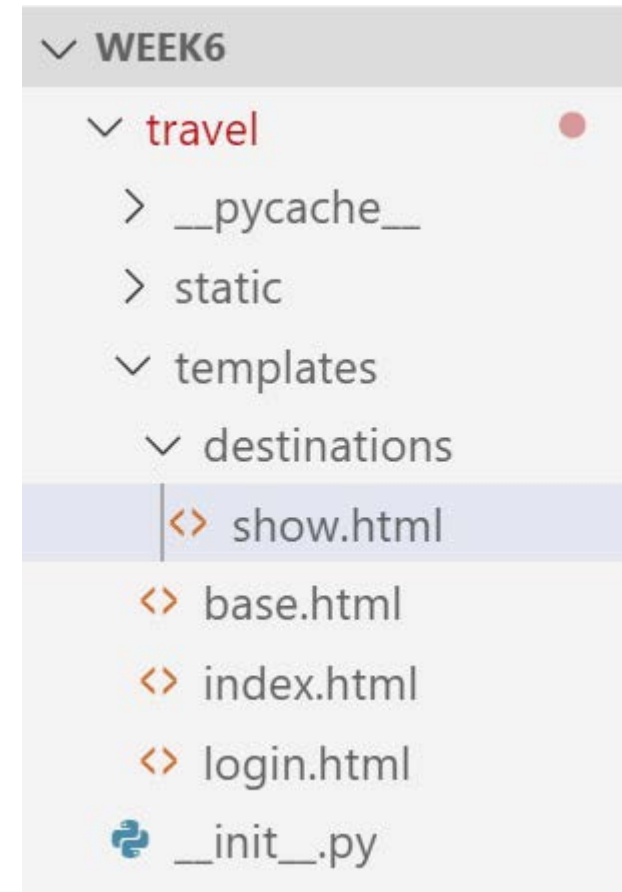 WEEK6
travel
__pycache__
static
templates
destinations
show.html
base.html
index.html
login.html
__init__.py